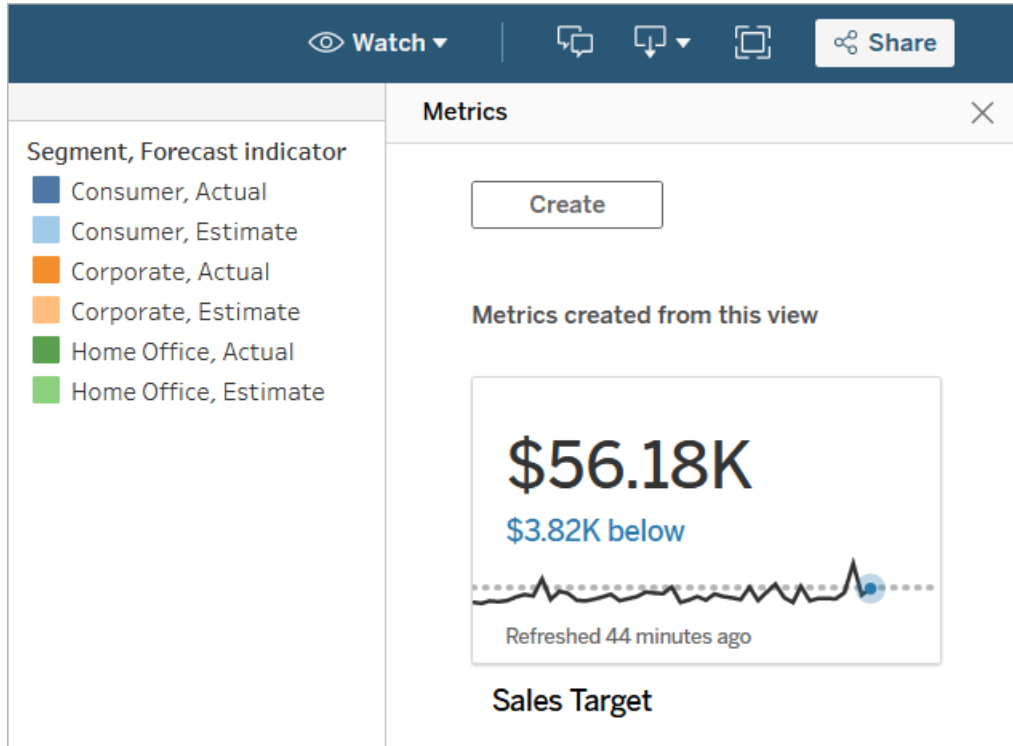 Watch
Share
Segment, Forecast indicator
Consumer, Actual
Consumer, Estimate
Corporate, Actual
Corporate, Estimate
Home Office, Actual
Home Office, Estimate
Metrics
Create
Metrics created from this view
$56.18K
$3.82K below
Refreshed 44 minutes ago
Sales Target